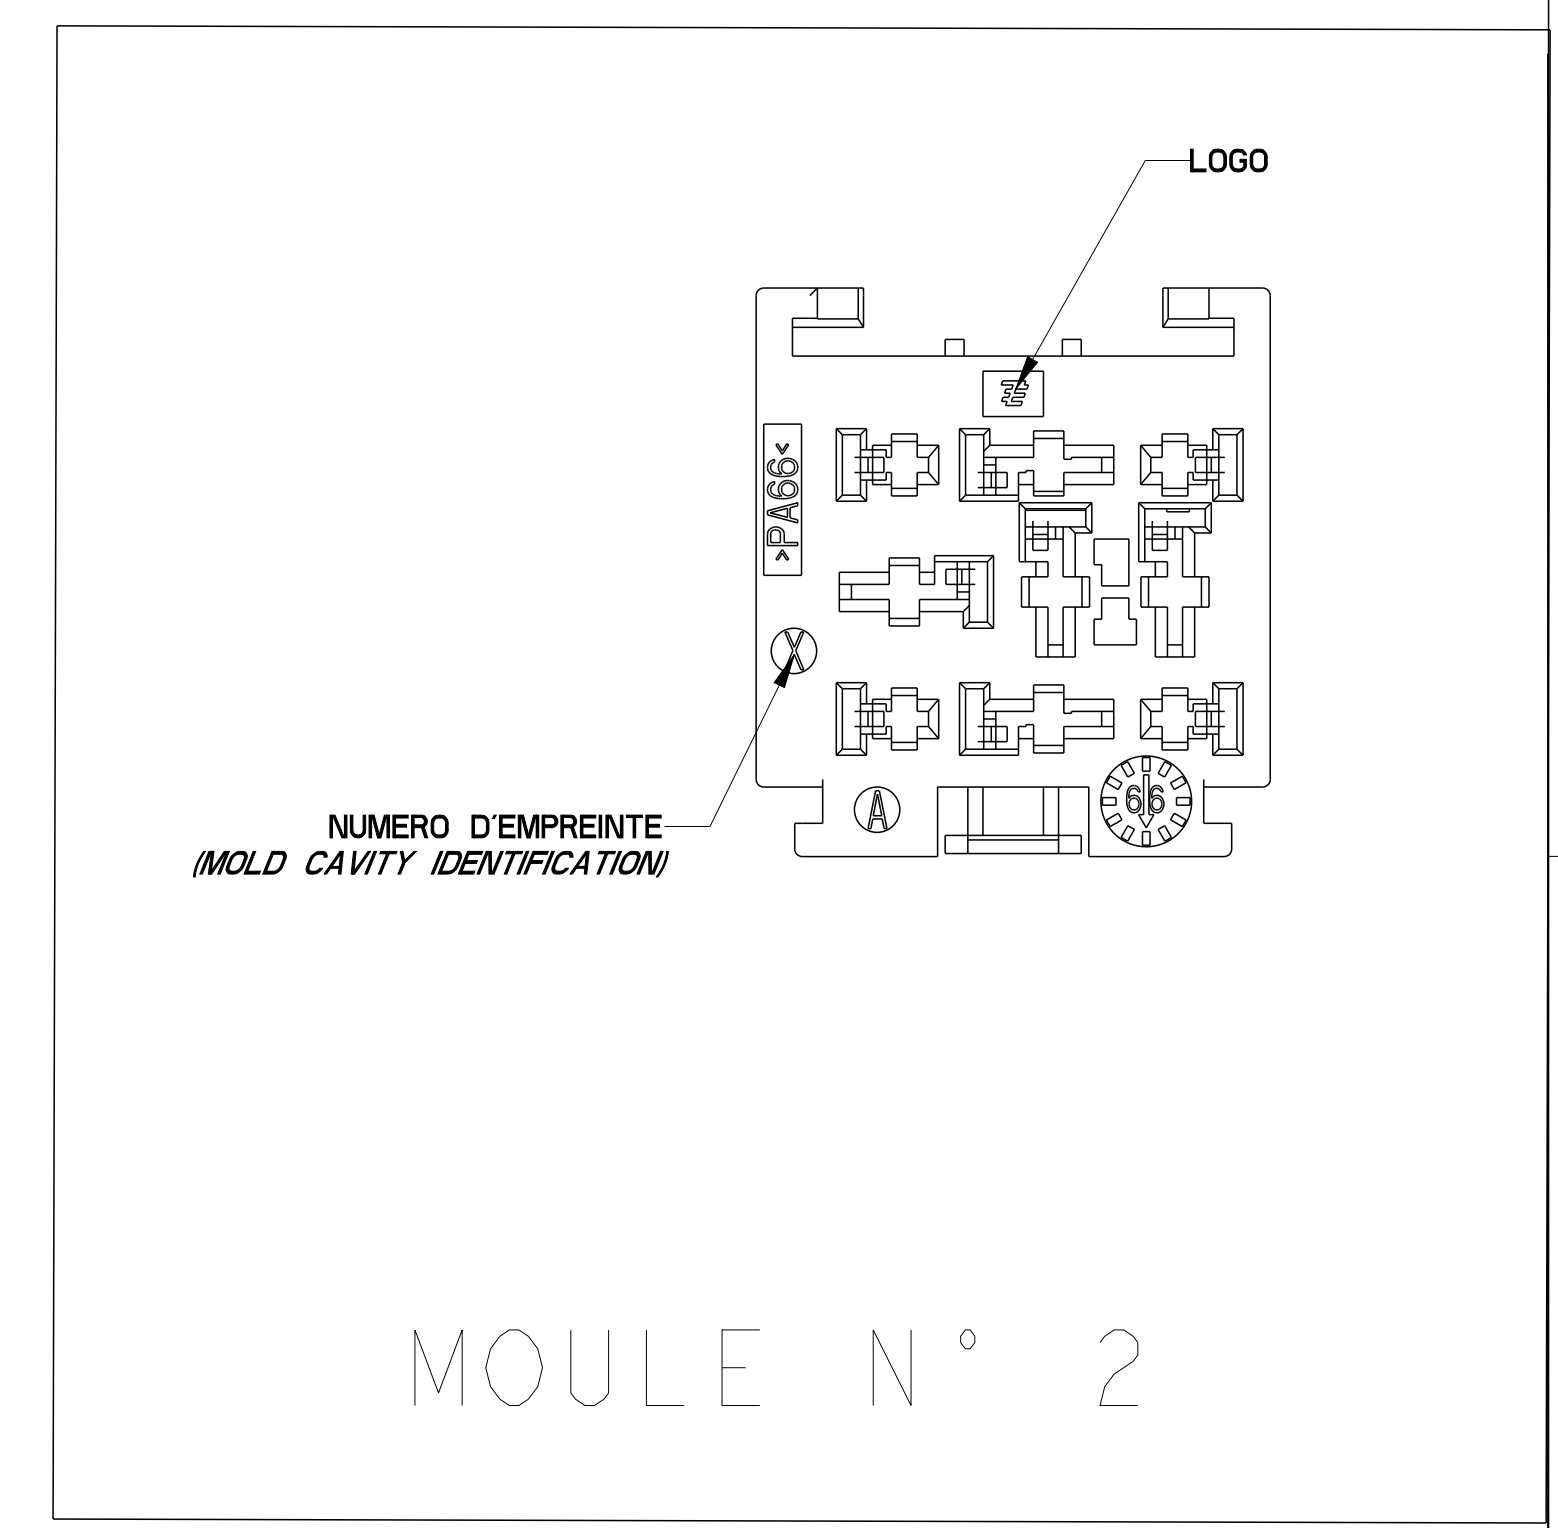 LOGO
>PA66<
X
NUMERO D'EMPREINTE
(MOLD CAVITY IDENTIFICATION)
A
66
MOULE N° 2